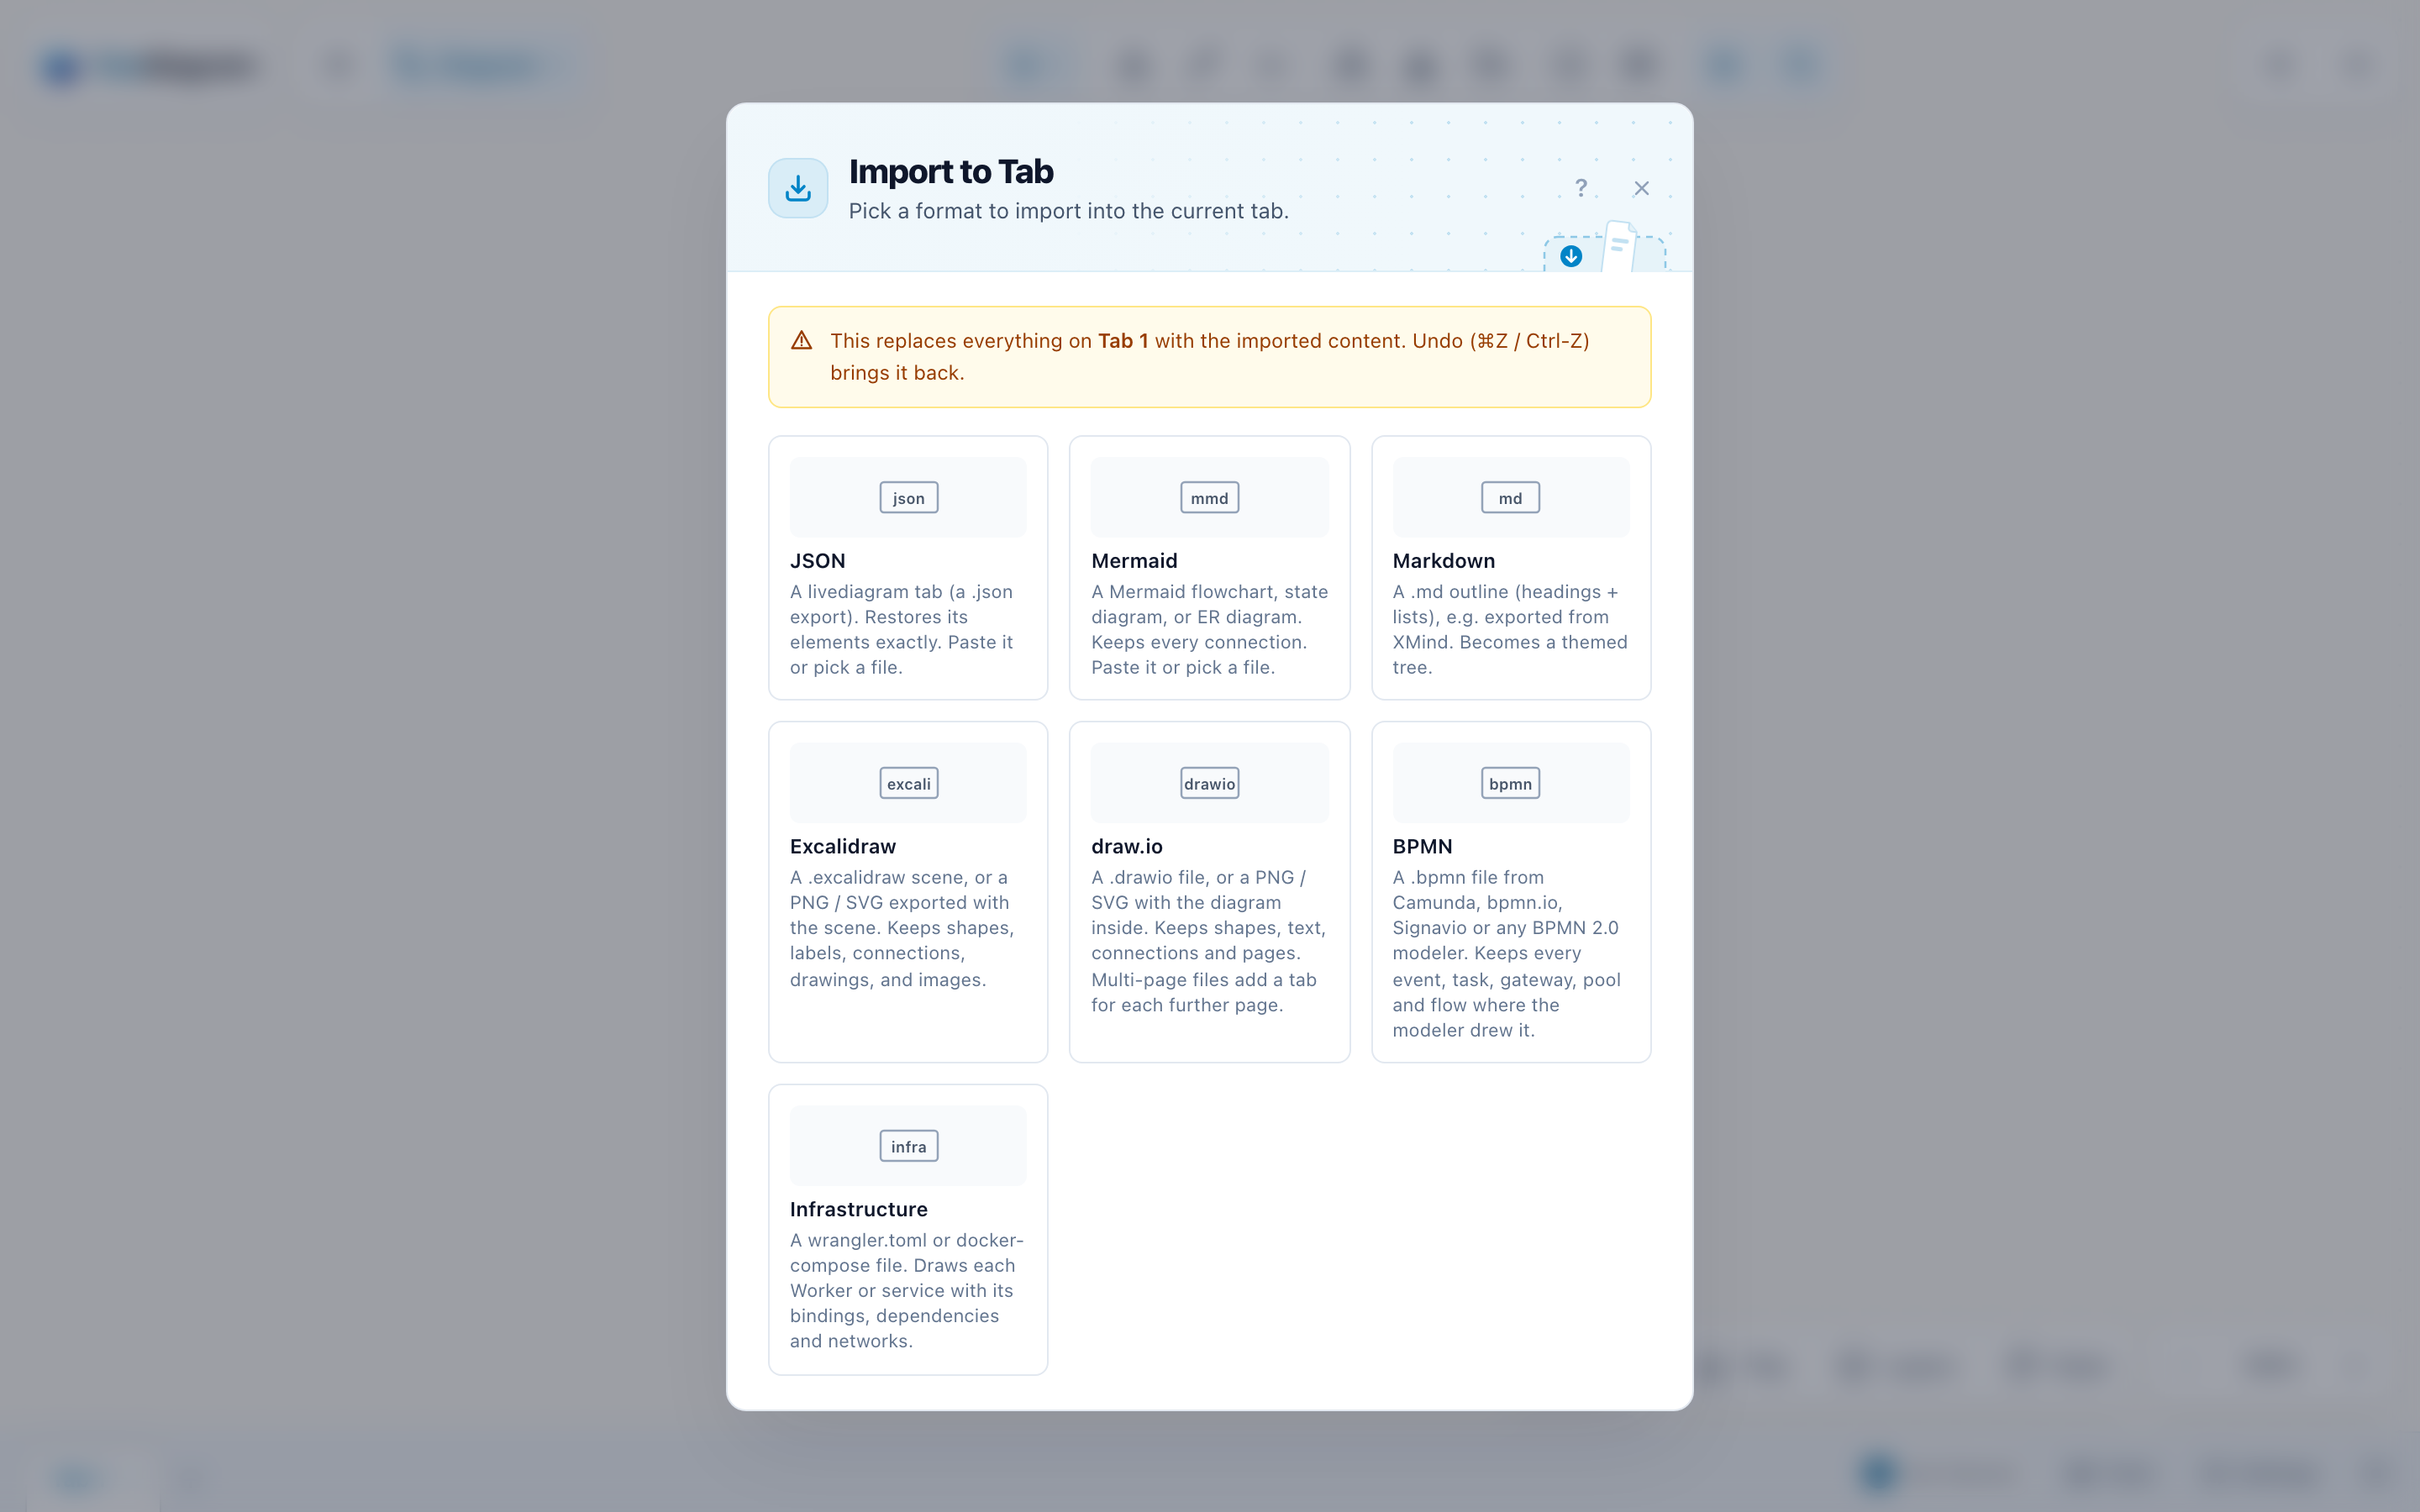 Import to Tab
Pick a format to import into the current tab.
?
This replaces everything on Tab 1 with the imported content. Undo (⌘Z / Ctrl-Z)
brings it back.
json
JSON
A livediagram tab (a .json
export). Restores its
elements exactly. Paste it
or pick a file.
mmd
Mermaid
A Mermaid flowchart, state
diagram, or ER diagram.
Keeps every connection.
Paste it or pick a file.
md
Markdown
A .md outline (headings +
lists), e.g. exported from
XMind. Becomes a themed
tree.
excali
Excalidraw
A .excalidraw scene, or a
PNG / SVG exported with
the scene. Keeps shapes,
labels, connections,
drawings, and images.
drawio
draw.io
A .drawio file, or a PNG /
SVG with the diagram
inside. Keeps shapes, text,
connections and pages.
Multi-page files add a tab
for each further page.
bpmn
BPMN
A .bpmn file from
Camunda, bpmn.io,
Signavio or any BPMN 2.0
modeler. Keeps every
event, task, gateway, pool
and flow where the
modeler drew it.
infra
Infrastructure
A wrangler.toml or docker-
compose file. Draws each
Worker or service with its
bindings, dependencies
and networks.